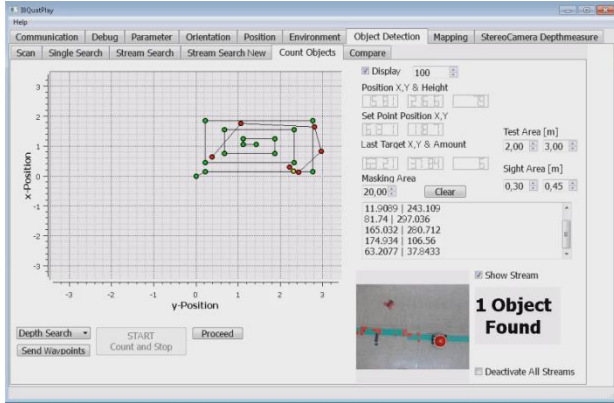 IBQuatPlay
Help
Communication Debug Parameter Orientation Position Environment Object Detection Mapping StereoCamera Depthmeasure
Scan Single Search Stream Search Stream Search New Count Objects Compare
Display 100
Position X,Y & Height
Set Point Position X,Y
Last Target X,Y & Amount
Test Area [m]
2,00 3,00
Sight Area [m]
0,30 0,45
Masking Area
20,00 Clear
11.9089 | 243.109
81.74 | 297.036
165.032 | 280.712
174.934 | 106.56
63.2077 | 37.8433
Show Stream
1 Object
Found
Deactivate All Streams
x-Position
3
2
1
0
-1
-2
-3
-3 -2 -1 0 1 2 3
y-Position
Depth Search START
Count and Stop Proceed
Send Waypoints